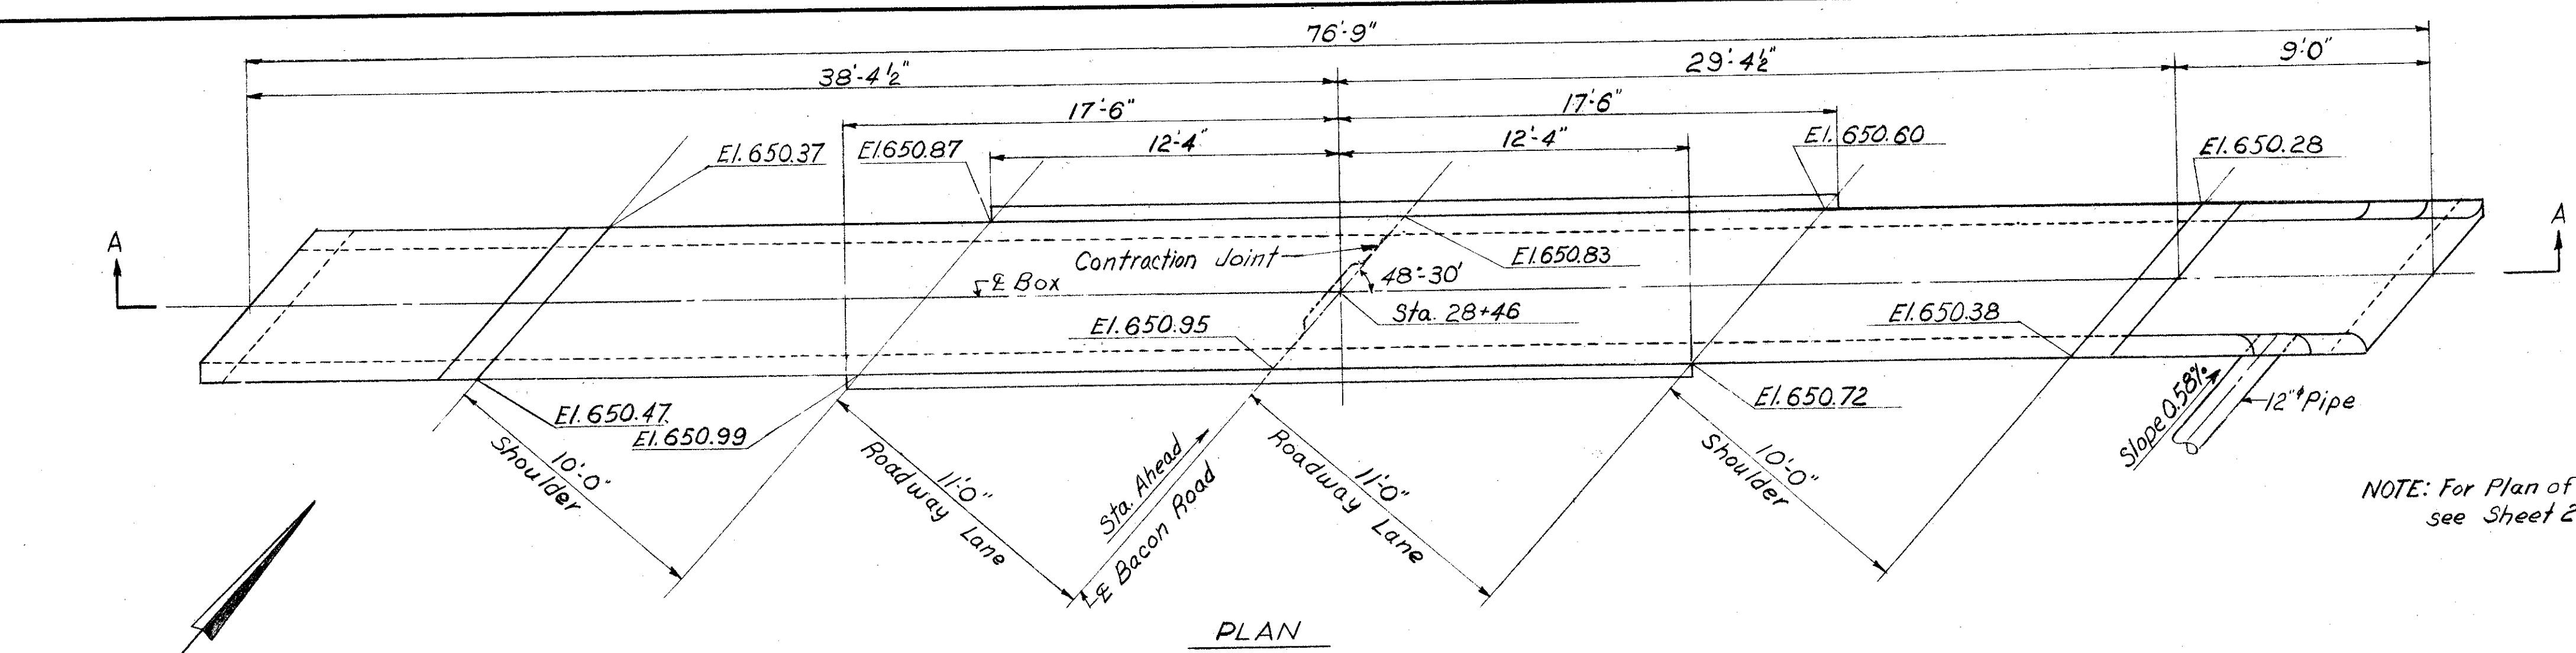 76'-9"
38'-4½"
29'-4½"
9'-0"
17'-6"
17'-6"
12'-4"
12'-4"
El. 650.37
El. 650.87
El. 650.60
El. 650.28
A
A
Contraction Joint
El. 650.83
℄ Box
48°-30'
Sta. 28+46
El. 650.95
El. 650.38
El. 650.47
El. 650.99
El. 650.72
10'-0"
Shoulder
11'-0"
Roadway Lane
Sta. Ahead
℄ Bacon Road
11'-0"
Roadway Lane
10'-0"
Shoulder
Slope 0.58%
12"ϕ Pipe
NOTE: For Plan of
see Sheet 2
PLAN